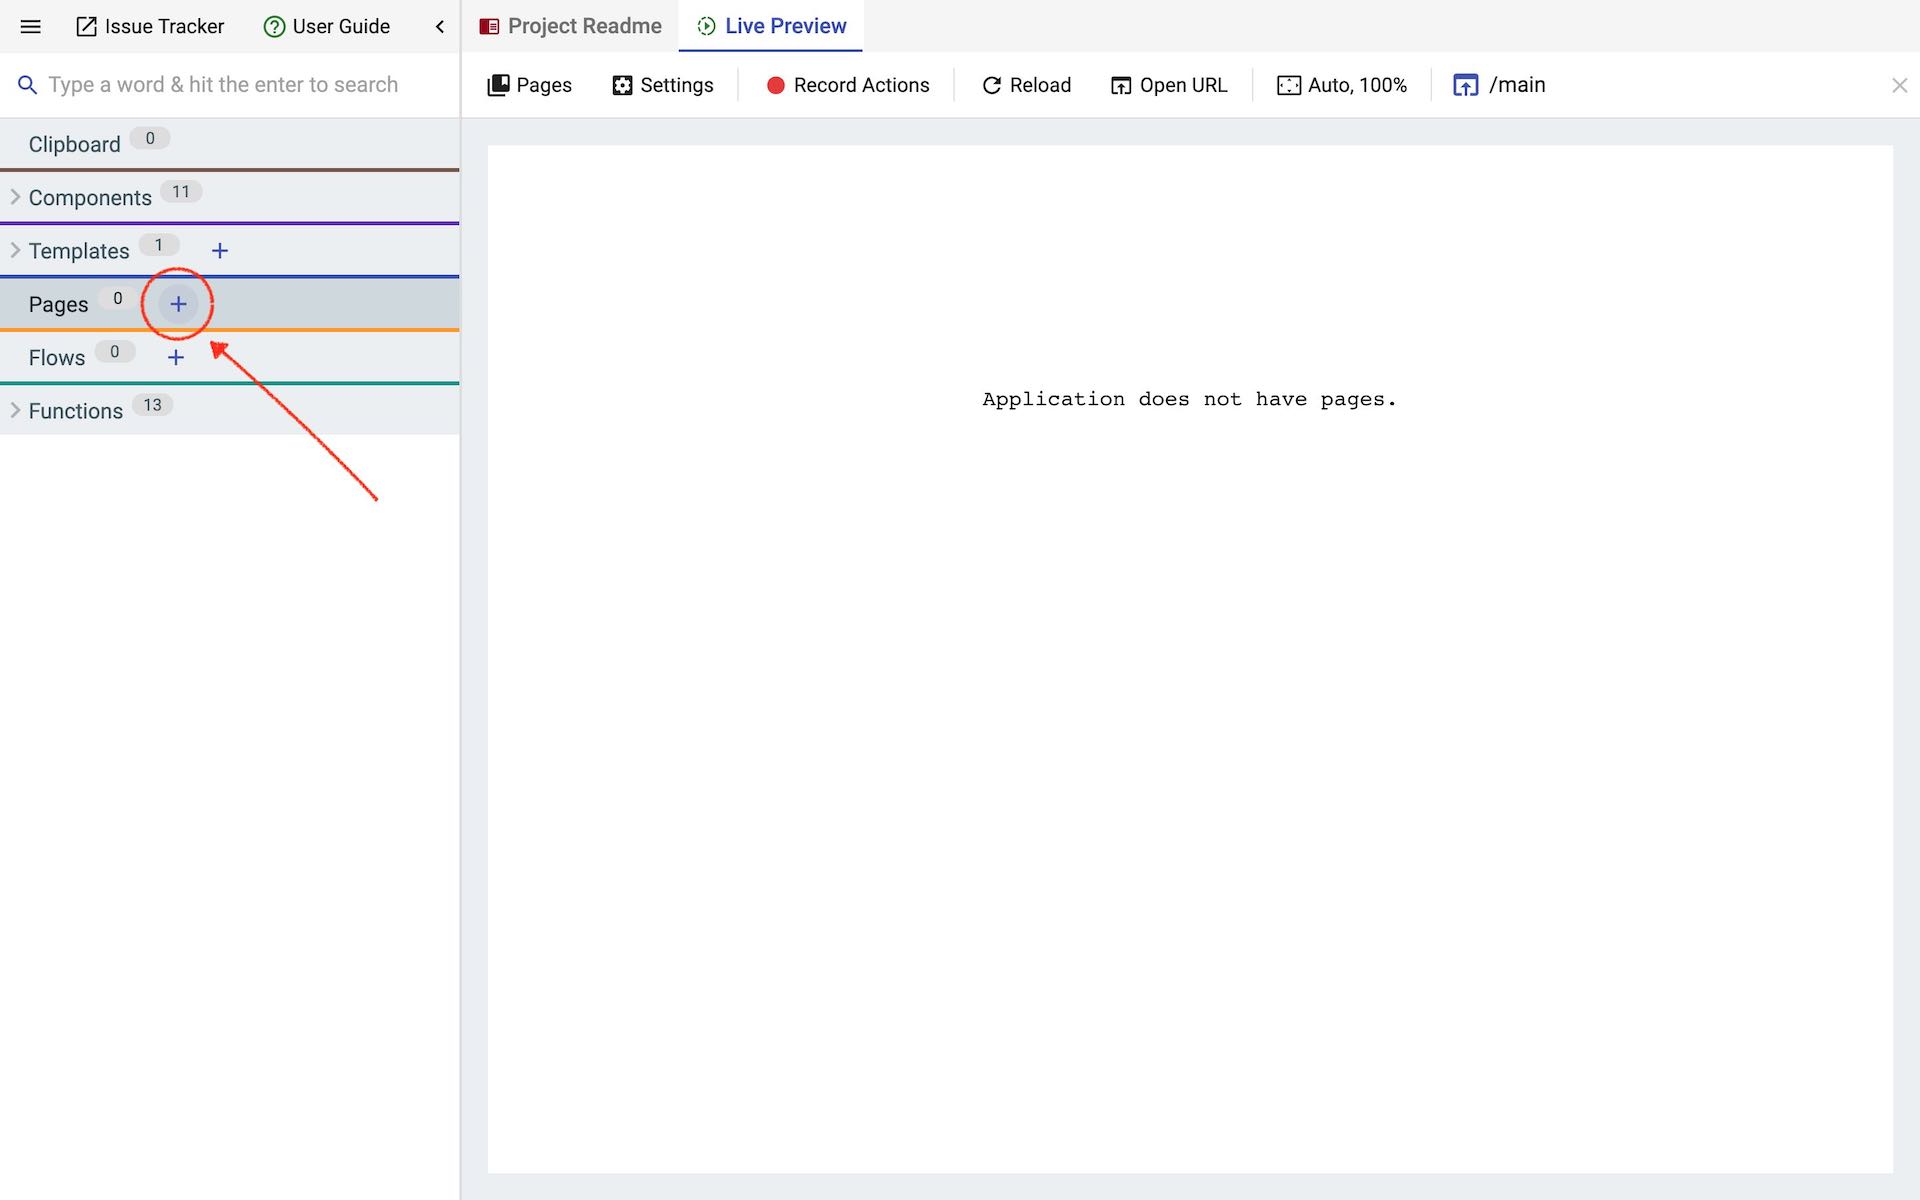 Issue Tracker
User Guide
Project Readme
Live Preview
Type a word & hit the enter to search
Pages
Settings
Record Actions
Reload
Open URL
Auto, 100%
/main
Clipboard 0
Components 11
Templates 1
Pages 0
Flows 0
Functions 13
Application does not have pages.